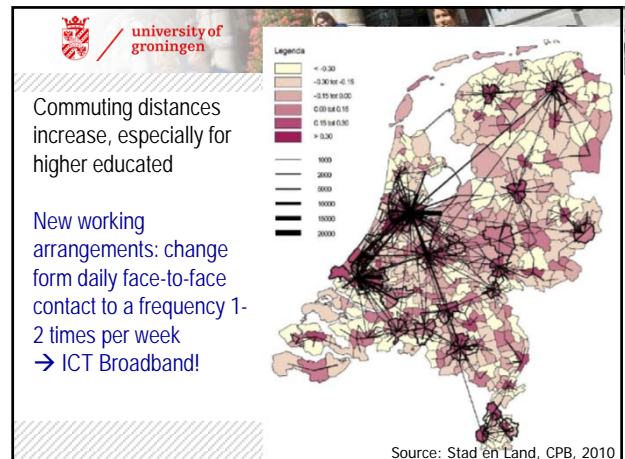 university of
groningen
Commuting distances
increase, especially for
higher educated
New working
arrangements: change
form daily face-to-face
contact to a frequency 1-
2 times per week
→ ICT Broadband!
Legenda
< -0.30
-0.30 tot -0.15
-0.15 tot 0.00
0.00 tot 0.15
0.15 tot 0.30
> 0.30
1000
2000
5000
10000
15000
20000
Source: Stad en Land, CPB, 2010